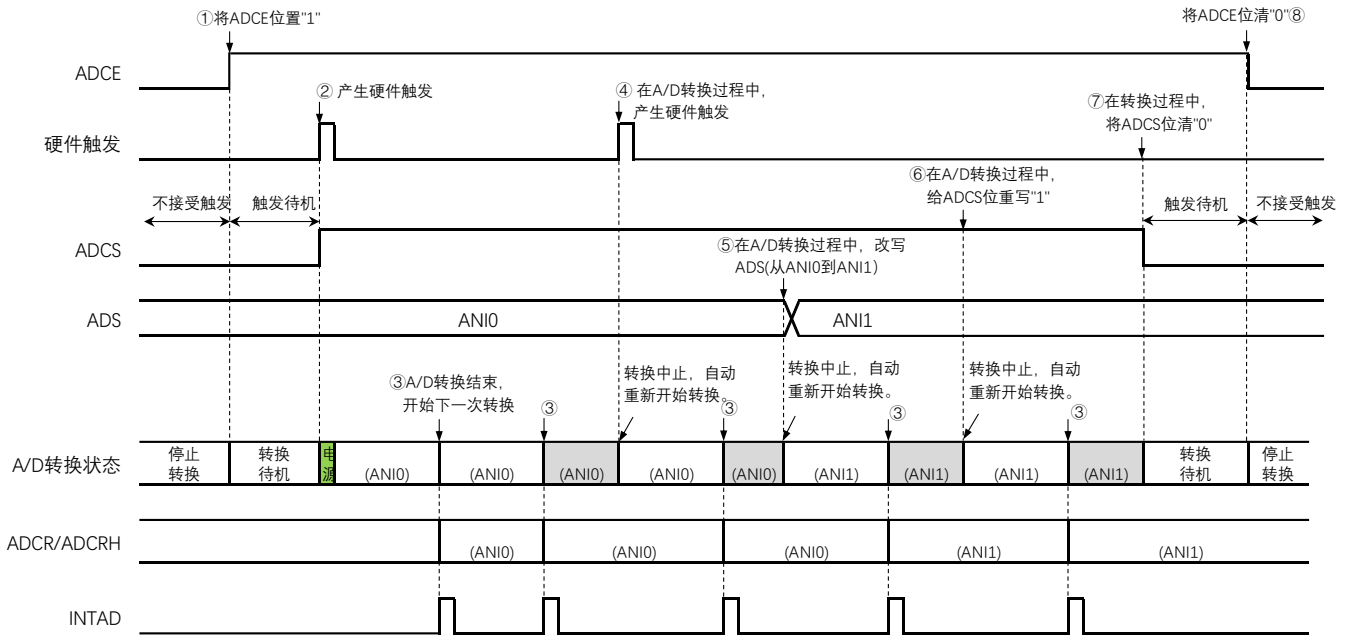 ①将ADCE位置"1"
将ADCE位清"0"⑧
ADCE
② 产生硬件触发
④ 在A/D转换过程中，
产生硬件触发
⑦在转换过程中，
将ADCS位清"0"
硬件触发
⑥在A/D转换过程中，
给ADCS位重写"1"
不接受触发
触发待机
触发待机
不接受触发
ADCS
⑤在A/D转换过程中，改写
ADS(从ANI0到ANI1）
ADS
ANI0
ANI1
③A/D转换结束，
开始下一次转换
③
转换中止，自动
重新开始转换。
③
转换中止，自动
重新开始转换。
③
转换中止，自动
重新开始转换。
③
A/D转换状态
停止
转换
转换
待机
电
源
(ANI0)
(ANI0)
(ANI0)
(ANI0)
(ANI0)
(ANI1)
(ANI1)
(ANI1)
(ANI1)
转换
待机
停止
转换
ADCR/ADCRH
(ANI0)
(ANI0)
(ANI0)
(ANI1)
(ANI1)
INTAD